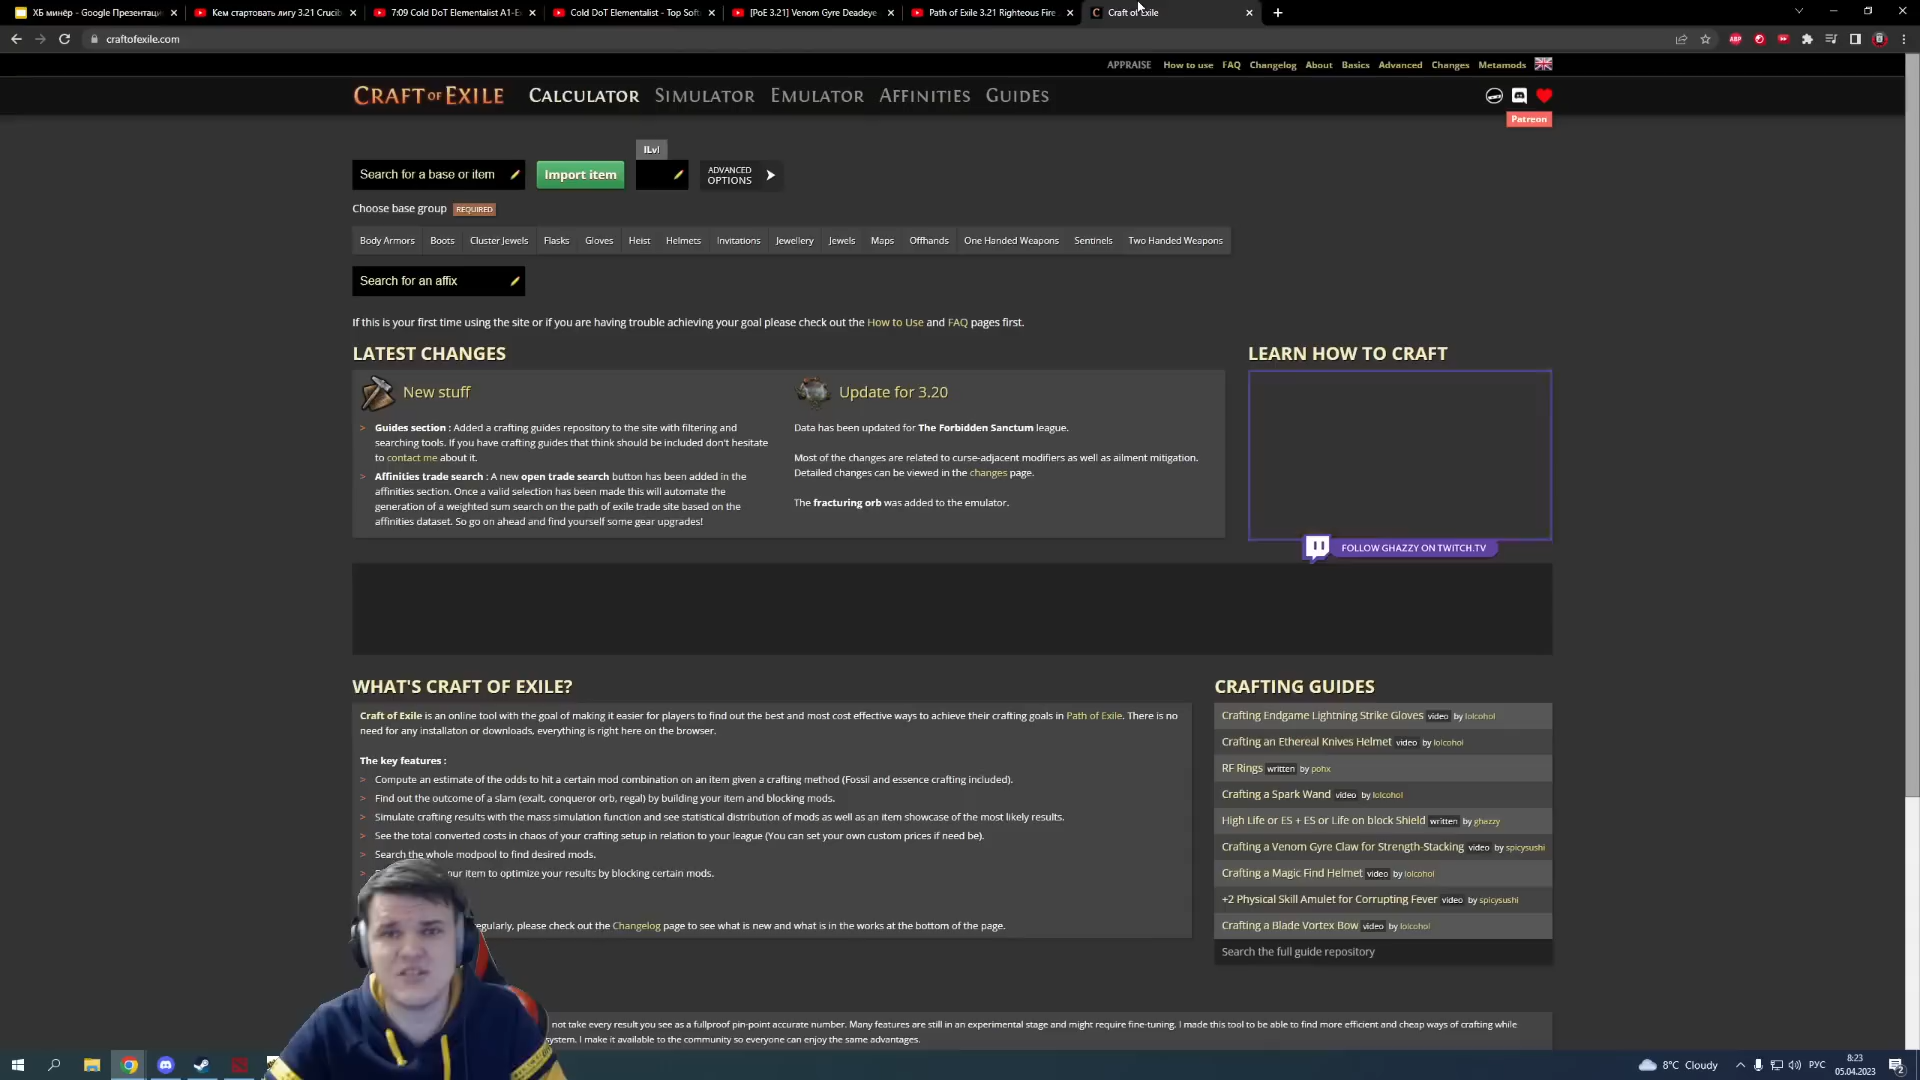 ХБ минёр - Google Презентаци
Кем стартовать лигу 3.21 Crucib
7:09 Cold DoT Elementalist A1-E
Cold DoT Elementalist - Top Soft
[PoE 3.21] Venom Gyre Deadeye
Path of Exile 3.21 Righteous Fire
Craft of Exile
craftofexile.com
APPRAISE How to use FAQ Changelog About Basics Advanced Changes Metamods
CRAFT OF EXILE CALCULATOR SIMULATOR EMULATOR AFFINITIES GUIDES
Patreon
ILvl
Search for a base or item
Import item
ADVANCED
OPTIONS
Choose base group REQUIRED
Body Armors Boots Cluster Jewels Flasks Gloves Heist Helmets Invitations Jewellery Jewels Maps Offhands One Handed Weapons Sentinels Two Handed Weapons
Search for an affix
If this is your first time using the site or if you are having trouble achieving your goal please check out the How to Use and FAQ pages first.
LATEST CHANGES
New stuff
> Guides section : Added a crafting guides repository to the site with filtering and
searching tools. If you have crafting guides that think should be included don't hesitate
to contact me about it.
> Affinities trade search : A new open trade search button has been added in the
affinities section. Once a valid selection has been made this will automate the
generation of a weighted sum search on the path of exile trade site based on the
affinities dataset. So go on ahead and find yourself some gear upgrades!
Update for 3.20
Data has been updated for The Forbidden Sanctum league.
Most of the changes are related to curse-adjacent modifiers as well as ailment mitigation.
Detailed changes can be viewed in the changes page.
The fracturing orb was added to the emulator.
LEARN HOW TO CRAFT
FOLLOW GHAZZY ON TWITCH.TV
WHAT'S CRAFT OF EXILE?
Craft of Exile is an online tool with the goal of making it easier for players to find out the best and most cost effective ways to achieve their crafting goals in Path of Exile. There is no
need for any installaton or downloads, everything is right here on the browser.
The key features :
> Compute an estimate of the odds to hit a certain mod combination on an item given a crafting method (Fossil and essence crafting included).
> Find out the outcome of a slam (exalt, conqueror orb, regal) by building your item and blocking mods.
> Simulate crafting results with the mass simulation function and see statistical distribution of mods as well as an item showcase of the most likely results.
> See the total converted costs in chaos of your crafting setup in relation to your league (You can set your own custom prices if need be).
> Search the whole modpool to find desired mods.
> our item to optimize your results by blocking certain mods.
egularly, please check out the Changelog page to see what is new and what is in the works at the bottom of the page.
CRAFTING GUIDES
Crafting Endgame Lightning Strike Gloves video by lolcohol
Crafting an Ethereal Knives Helmet video by lolcohol
RF Rings written by pohx
Crafting a Spark Wand video by lolcohol
High Life or ES + ES or Life on block Shield written by ghazzy
Crafting a Venom Gyre Claw for Strength-Stacking video by spicysushi
Crafting a Magic Find Helmet video by lolcohol
+2 Physical Skill Amulet for Corrupting Fever video by spicysushi
Crafting a Blade Vortex Bow video by lolcohol
Search the full guide repository
not take every result you see as a fullproof pin-point accurate number. Many features are still in an experimental stage and might require fine-tuning. I made this tool to be able to find more efficient and cheap ways of crafting while
ystem. I make it available to the community so everyone can enjoy the same advantages.
8°C Cloudy
РУС
8:23
05.04.2023